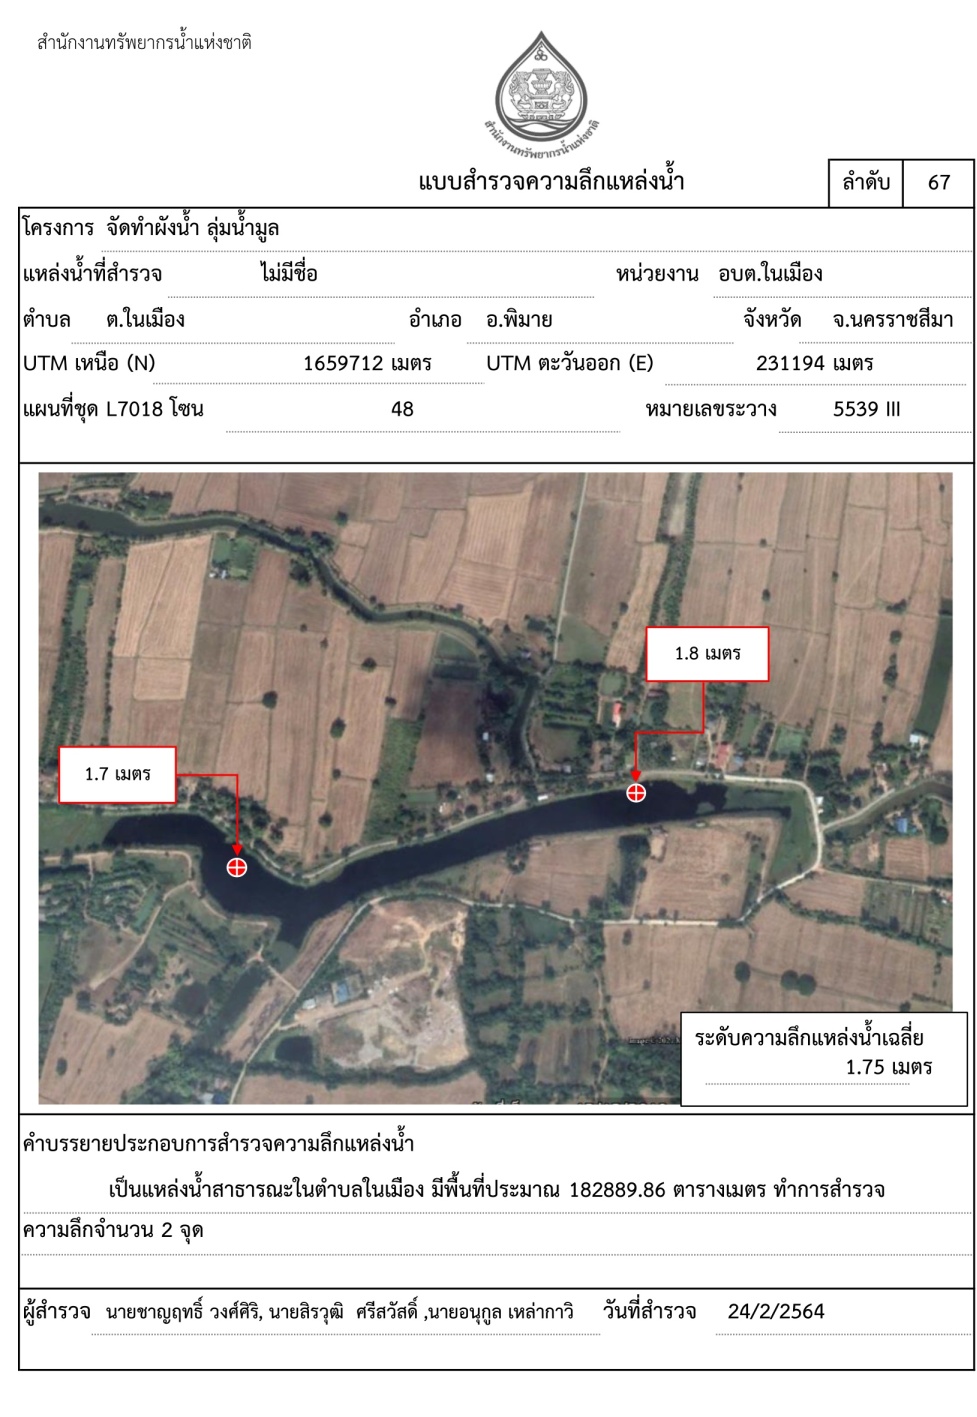 สำนักงานทรัพยากรน้ำแห่งชาติ
สำนักงานทรัพยากรน้ำแห่งชาติ
แบบสำรวจความลึกแหล่งน้ำ
ลำดับ 67
โครงการ จัดทำผังน้ำ ลุ่มน้ำมูล
แหล่งน้ำที่สำรวจ ไม่มีชื่อ หน่วยงาน อบต.ในเมือง
ตำบล ต.ในเมือง อำเภอ อ.พิมาย จังหวัด จ.นครราชสีมา
UTM เหนือ (N) 1659712 เมตร UTM ตะวันออก (E) 231194 เมตร
แผนที่ชุด L7018 โซน 48 หมายเลขระวาง 5539 III
1.8 เมตร
1.7 เมตร
ระดับความลึกแหล่งน้ำเฉลี่ย
1.75 เมตร
คำบรรยายประกอบการสำรวจความลึกแหล่งน้ำ
เป็นแหล่งน้ำสาธารณะในตำบลในเมือง มีพื้นที่ประมาณ 182889.86 ตารางเมตร ทำการสำรวจ
ความลึกจำนวน 2 จุด
ผู้สำรวจ นายชาญฤทธิ์ วงศ์ศิริ, นายสิรวุฒิ ศรีสวัสดิ์ ,นายอนุกูล เหล่ากาวิ วันที่สำรวจ 24/2/2564